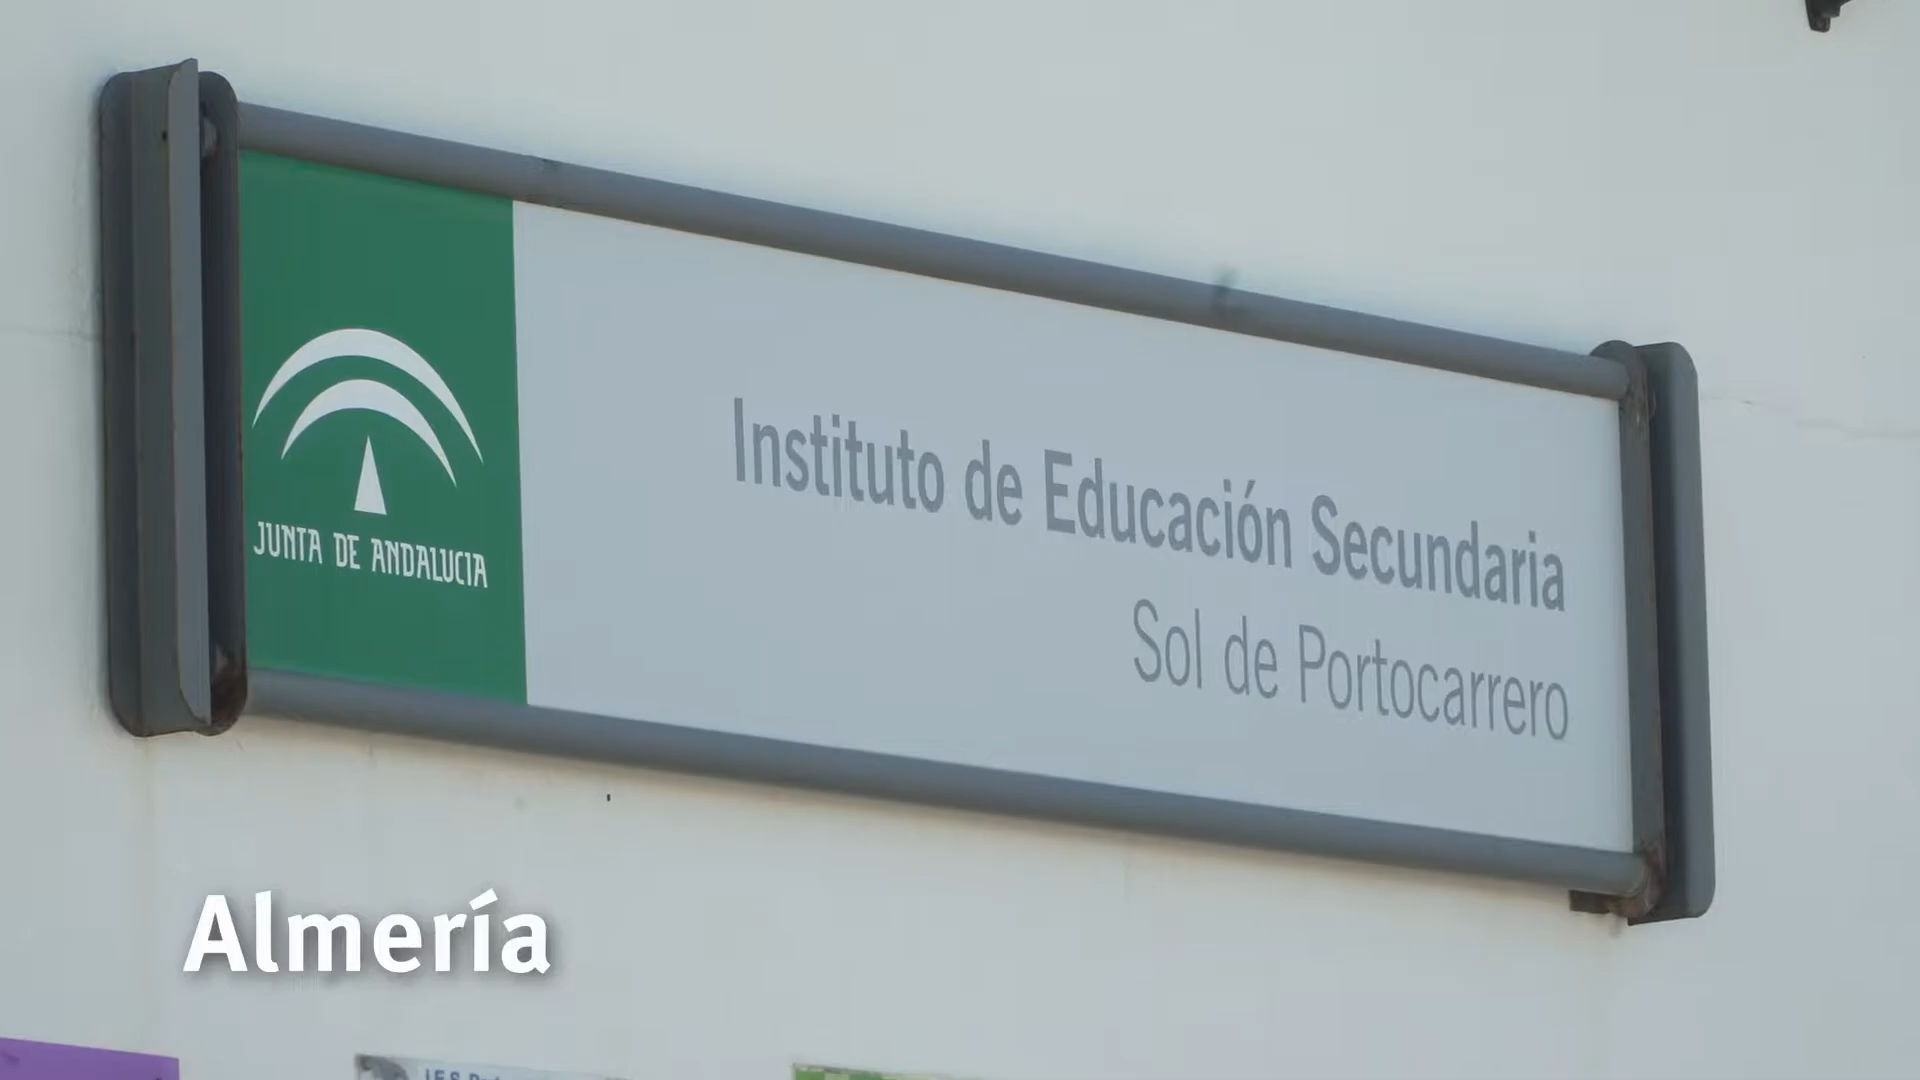 JUNTA DE ANDALUCIA
Instituto de Educación Secundaria
Sol de Portocarrero
Almería
I.E.S.